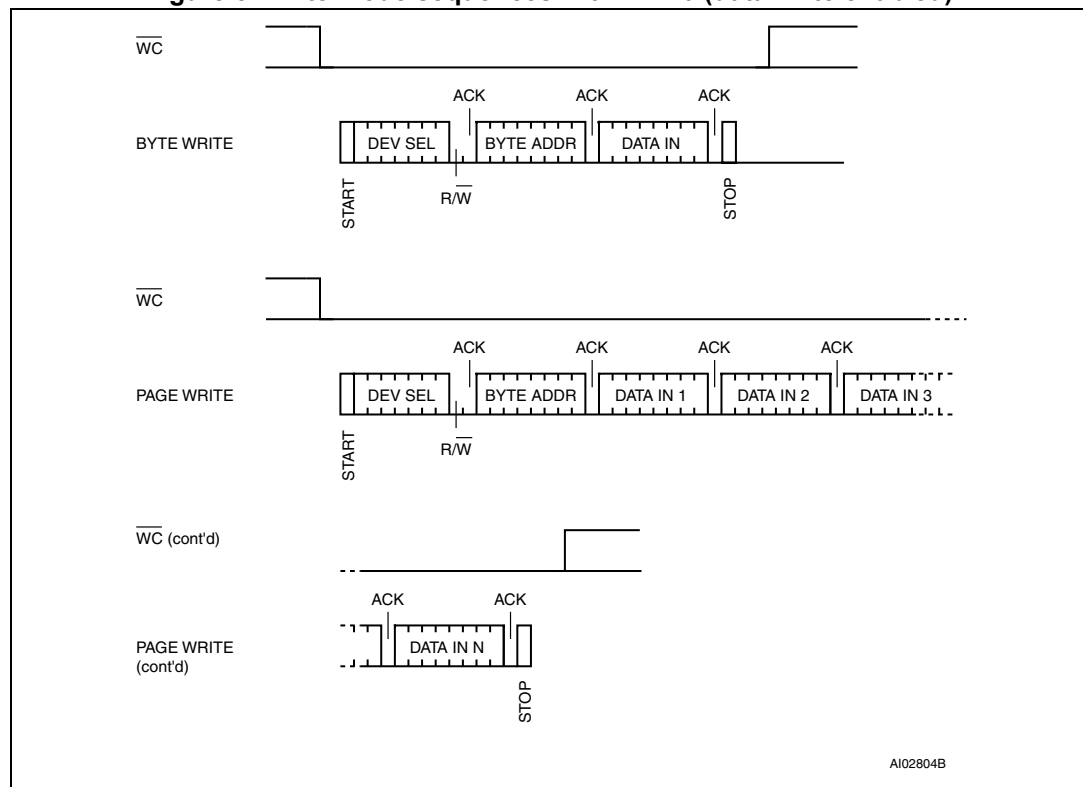 WC
ACK ACK ACK
BYTE WRITE
DEV SEL BYTE ADDR DATA IN
R/W
START
STOP
WC
ACK ACK ACK ACK
PAGE WRITE
DEV SEL BYTE ADDR DATA IN 1 DATA IN 2 DATA IN 3
R/W
START
WC (cont'd)
ACK ACK
PAGE WRITE
(cont'd)
DATA IN N
STOP
AI02804B